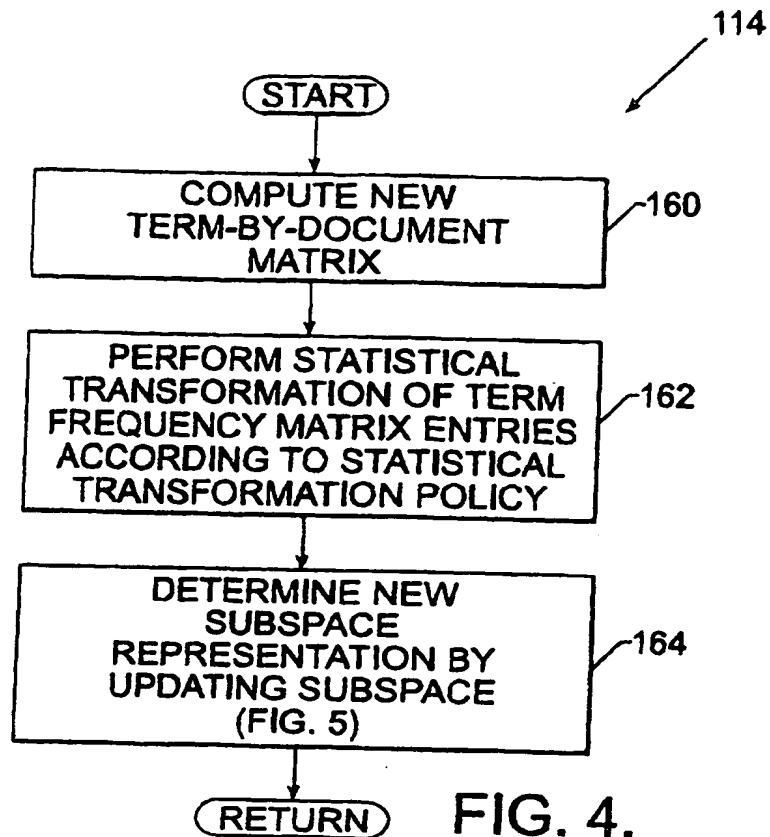 114
START
COMPUTE NEW
TERM-BY-DOCUMENT
MATRIX
160
PERFORM STATISTICAL
TRANSFORMATION OF TERM
FREQUENCY MATRIX ENTRIES
ACCORDING TO STATISTICAL
TRANSFORMATION POLICY
162
DETERMINE NEW
SUBSPACE
REPRESENTATION BY
UPDATING SUBSPACE
(FIG. 5)
164
RETURN
FIG. 4.